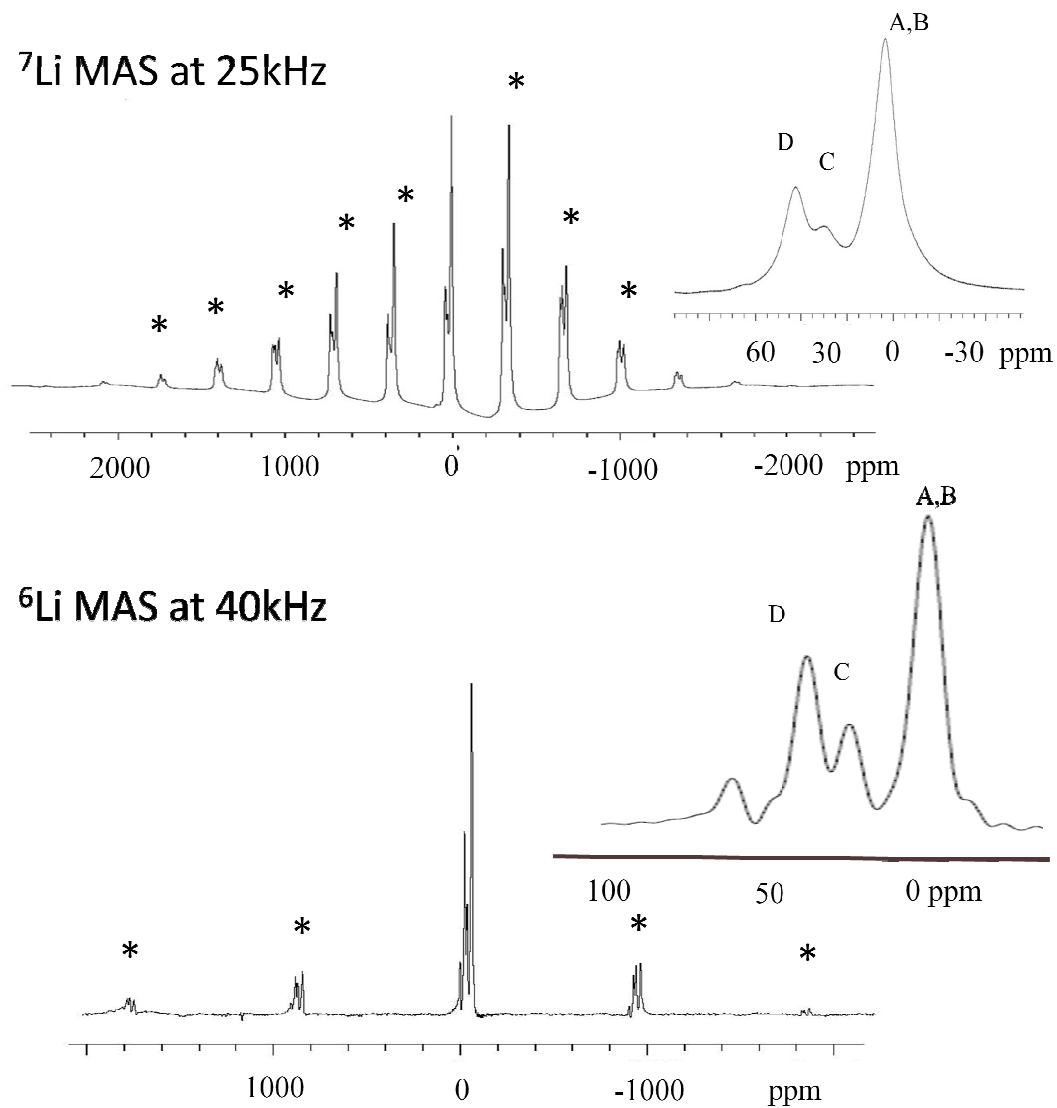 A,B
⁷Li MAS at 25kHz
*
D
C
*
*
*
*
*
*
*
60 30 0 -30 ppm
2000 1000 0 -1000 -2000 ppm
A,B
⁶Li MAS at 40kHz
D
C
100 50 0 ppm
*
*
*
*
1000 0 -1000 ppm